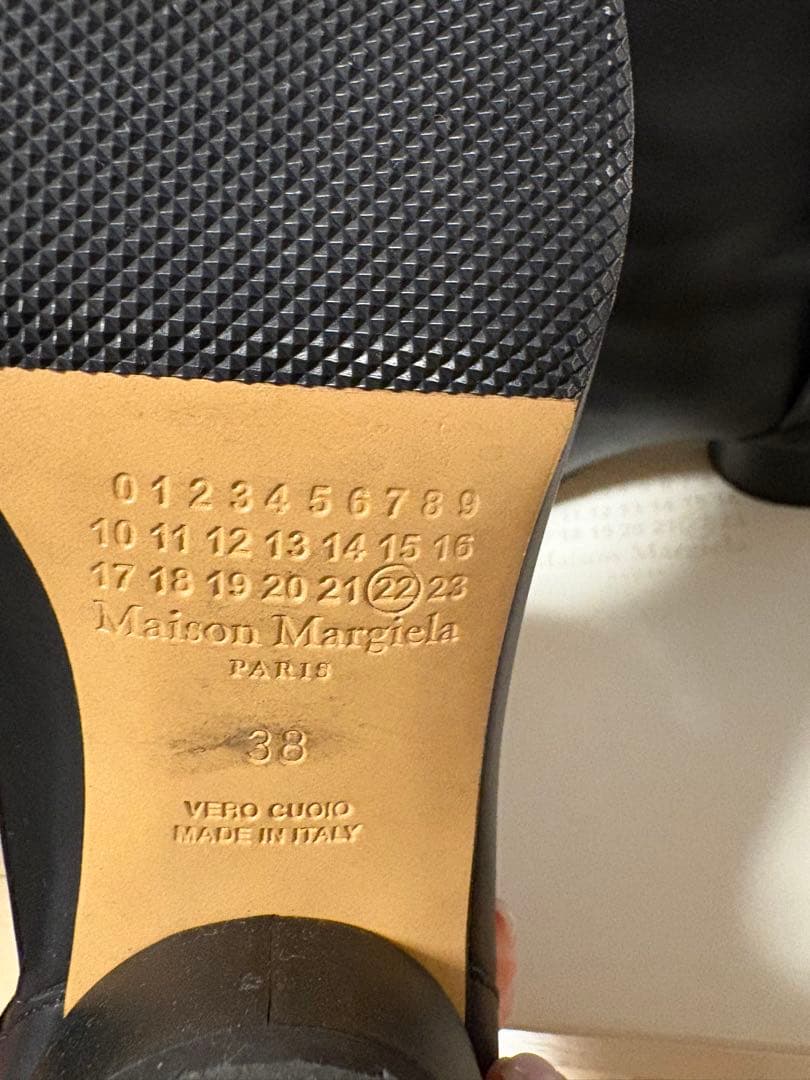 0 1 2 3 4 5 6 7 8 9
10 11 12 13 14 15 16
17 18 19 20 21 22 23
Maison Margiela
PARIS
38
VERO CUOIO
MADE IN ITALY